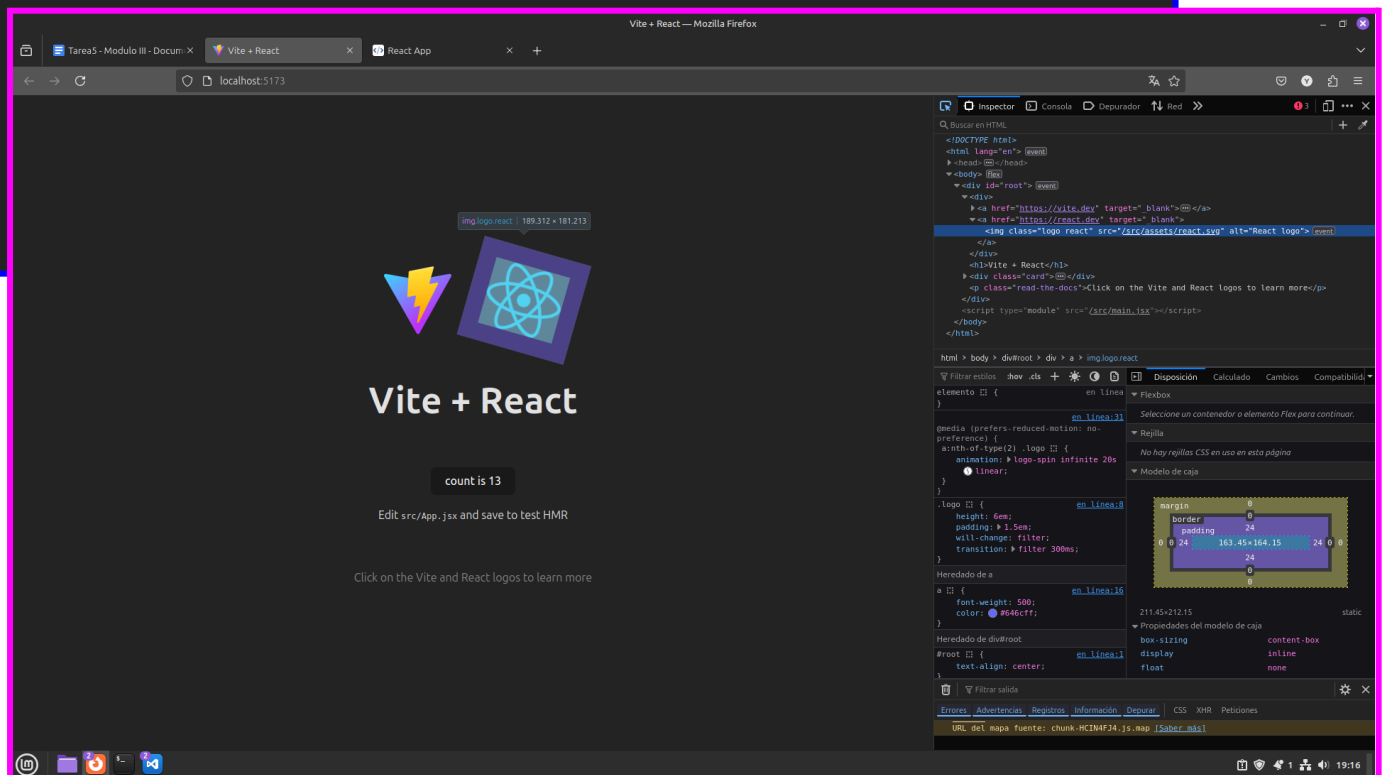 Vite + React — Mozilla Firefox
Tarea5 - Modulo III - Docum
Vite + React
React App
localhost:5173
img.logo.react | 189.312 × 181.213
Vite + React
count is 13
Edit src/App.jsx and save to test HMR
Click on the Vite and React logos to learn more
Inspector Consola Depurador Red 3
Buscar en HTML
<!DOCTYPE html>
<html lang="en"> event
<head> </head>
<body> flex
<div id="root"> event
<div>
<a href="https://vite.dev" target="_blank"> </a>
<a href="https://react.dev" target="_blank">
<img class="logo react" src="/src/assets/react.svg" alt="React logo"> event
</a>
</div>
<h1>Vite + React</h1>
<div class="card"> </div>
<p class="read-the-docs">Click on the Vite and React logos to learn more</p>
</div>
<script type="module" src="/src/main.jsx"></script>
</body>
</html>
html > body > div#root > div > a > img.logo.react
Filtrar estilos :hov .cls
elemento { en línea
}
en línea:31
@media (prefers-reduced-motion: no-
preference) {
a:nth-of-type(2) .logo {
animation: logo-spin infinite 20s
linear;
}
}
.logo { en línea:8
height: 6em;
padding: 1.5em;
will-change: filter;
transition: filter 300ms;
}
Heredado de a
a { en línea:16
font-weight: 500;
color: #646cff;
}
Heredado de div#root
#root { en línea:1
text-align: center;
}
Disposición Calculado Cambios Compatibilid
Flexbox
Seleccione un contenedor o elemento Flex para continuar.
Rejilla
No hay rejillas CSS en uso en esta página
Modelo de caja
margin 0
border 0
padding 24
0 0 24 163.45×164.15 24 0 0
24
0
0
211.45×212.15 static
Propiedades del modelo de caja
box-sizing content-box
display inline
float none
Filtrar salida
Errores Advertencias Registros Información Depurar CSS XHR Peticiones
URL del mapa fuente: chunk-HCIN4FJ4.js.map [Saber más]
2 2 1 19:16